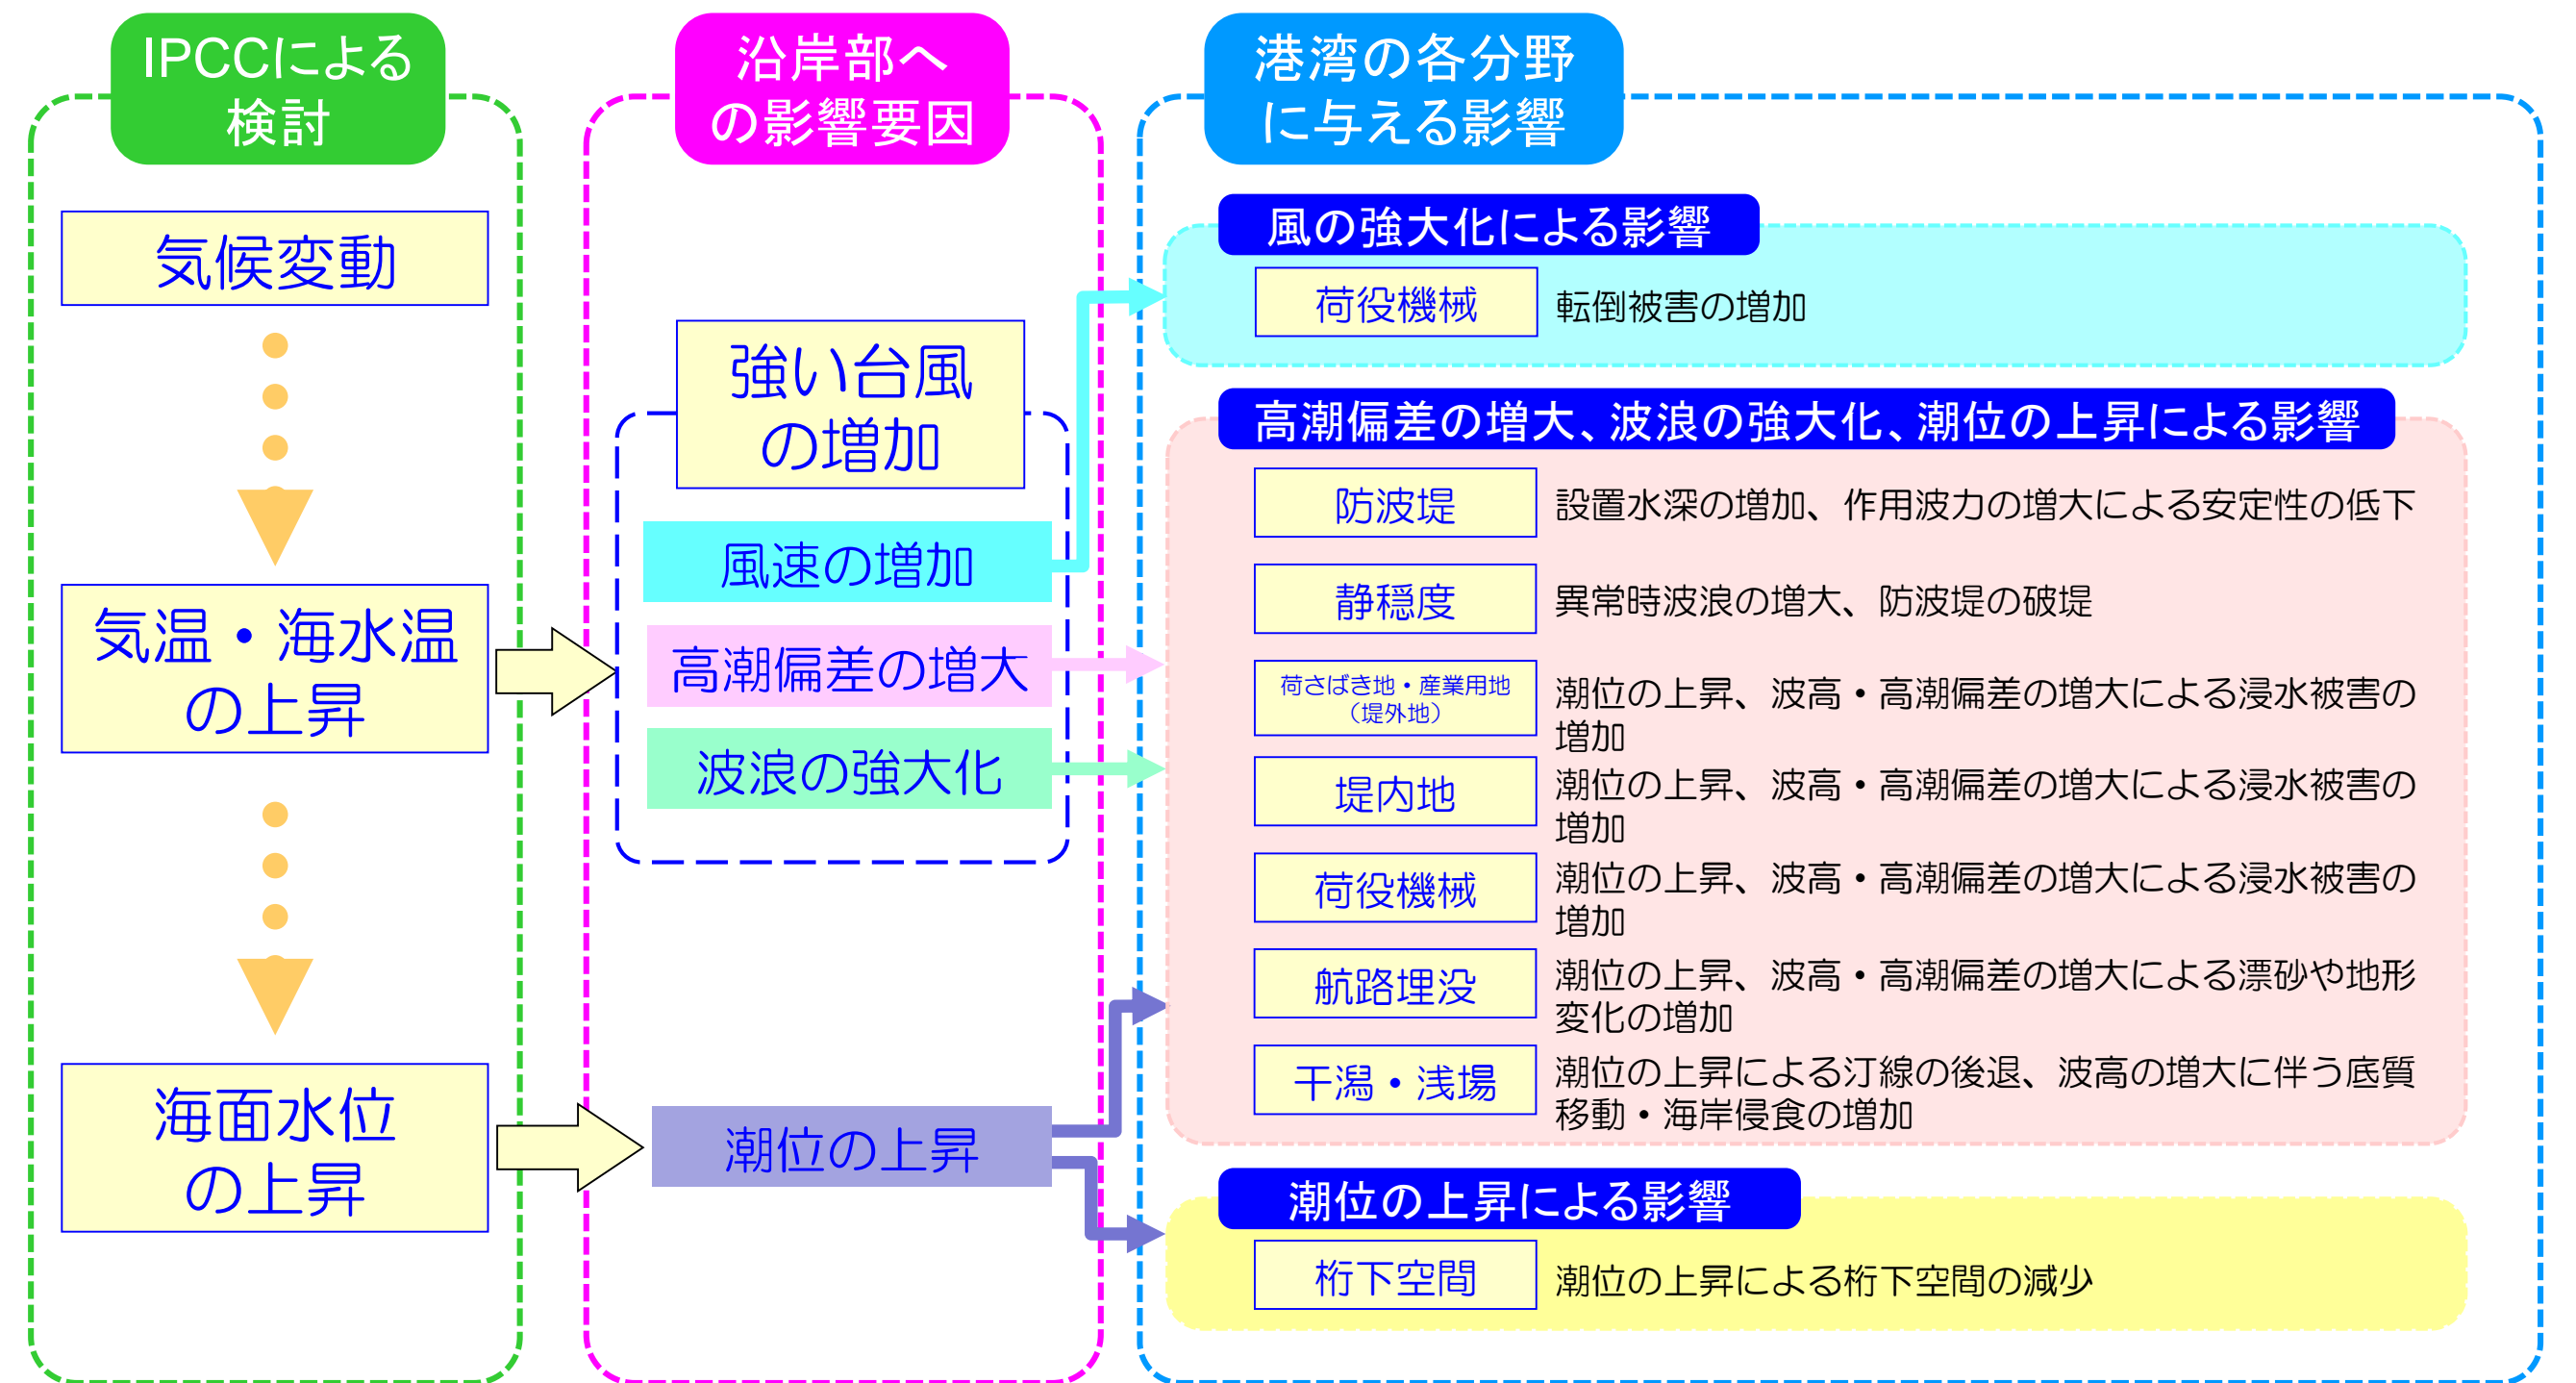 IPCCによる
検討
気候変動
気温・海水温
の上昇
海面水位
の上昇
沿岸部へ
の影響要因
強い台風
の増加
風速の増加
高潮偏差の増大
波浪の強大化
潮位の上昇
港湾の各分野
に与える影響
風の強大化による影響
荷役機械
転倒被害の増加
高潮偏差の増大、波浪の強大化、潮位の上昇による影響
防波堤
設置水深の増加、作用波力の増大による安定性の低下
静穏度
異常時波浪の増大、防波堤の破堤
荷さばき地・産業用地
（堤外地）
潮位の上昇、波高・高潮偏差の増大による浸水被害の
増加
堤内地
潮位の上昇、波高・高潮偏差の増大による浸水被害の
増加
荷役機械
潮位の上昇、波高・高潮偏差の増大による浸水被害の
増加
航路埋没
潮位の上昇、波高・高潮偏差の増大による漂砂や地形
変化の増加
干潟・浅場
潮位の上昇による汀線の後退、波高の増大に伴う底質
移動・海岸侵食の増加
潮位の上昇による影響
桁下空間
潮位の上昇による桁下空間の減少